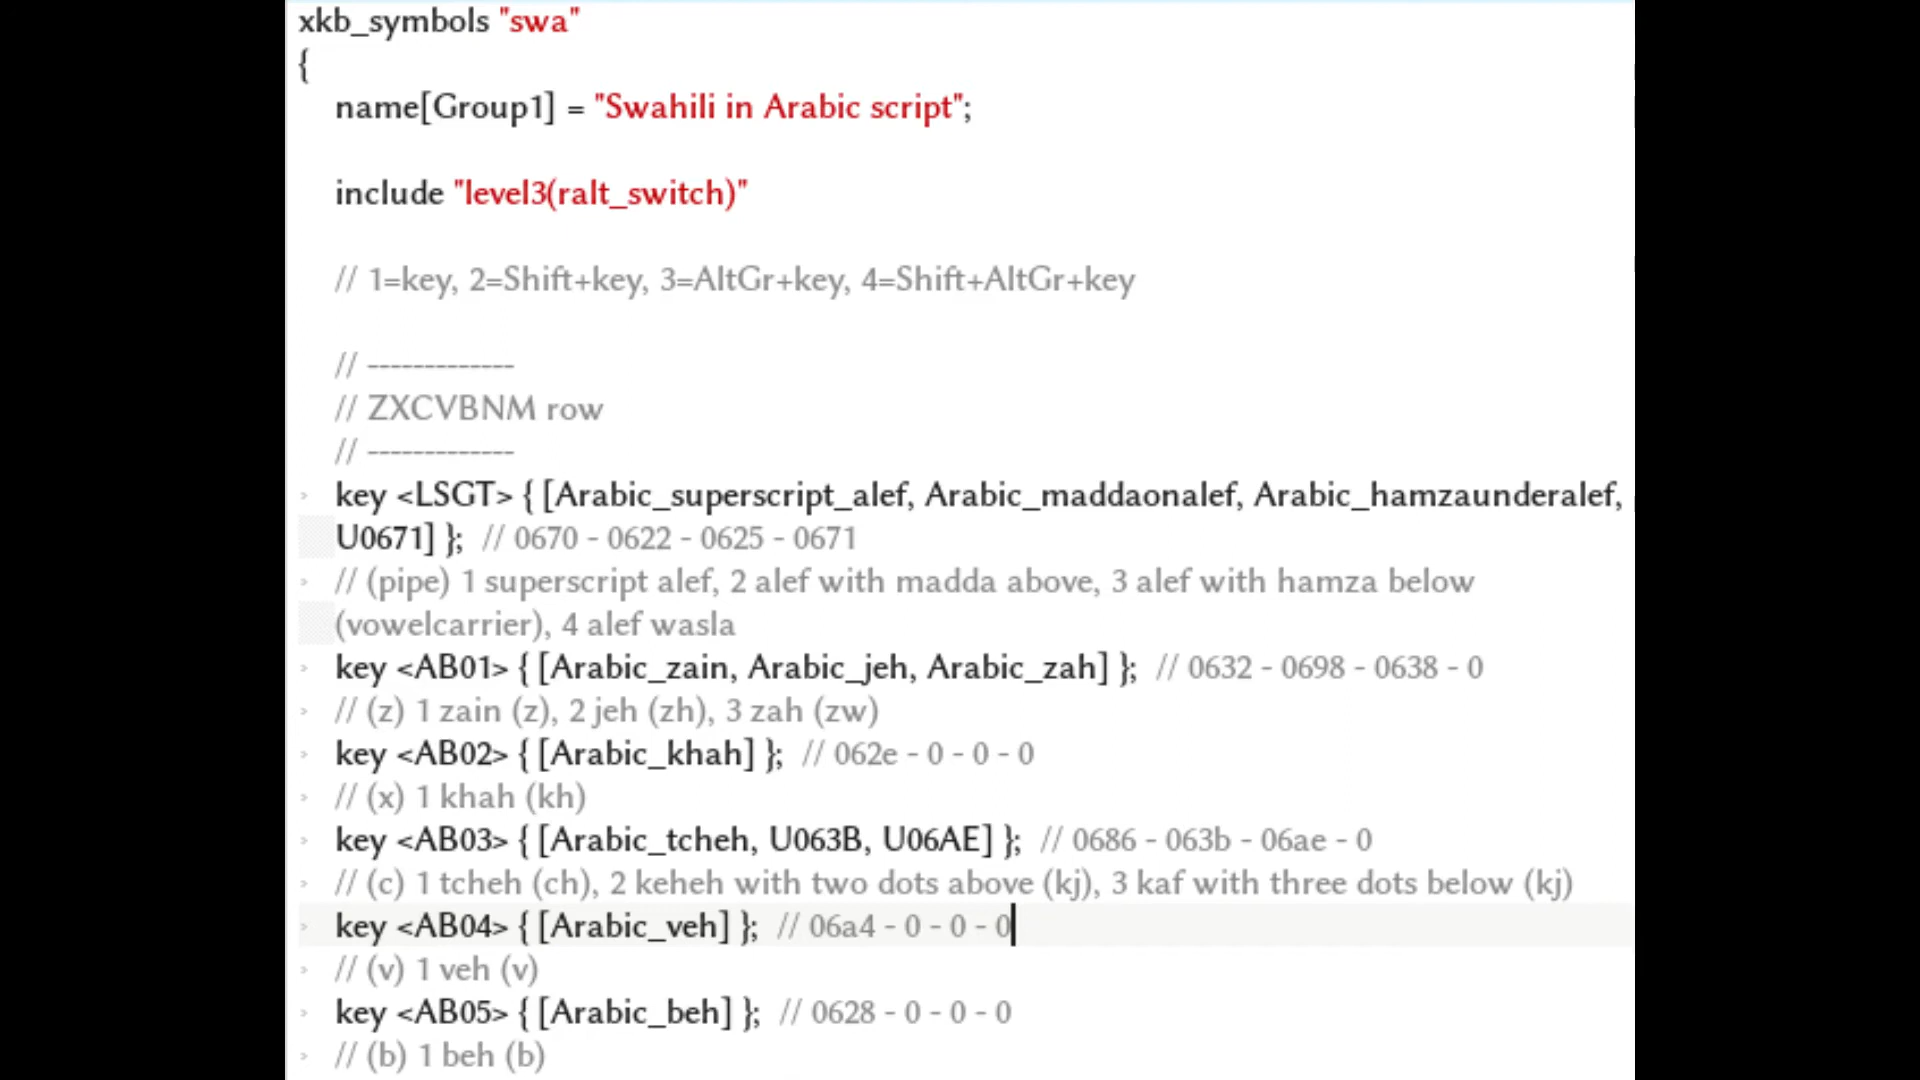 xkb_symbols "swa"
{
name[Group1] = "Swahili in Arabic script";
include "level3(ralt_switch)"
// 1=key, 2=Shift+key, 3=AltGr+key, 4=Shift+AltGr+key
// -------------
// ZXCVBNM row
// -------------
key <LSGT> { [Arabic_superscript_alef, Arabic_maddaonalef, Arabic_hamzaunderalef,
U0671] };  // 0670 - 0622 - 0625 - 0671
// (pipe) 1 superscript alef, 2 alef with madda above, 3 alef with hamza below
(vowelcarrier), 4 alef wasla
key <AB01> { [Arabic_zain, Arabic_jeh, Arabic_zah] };  // 0632 - 0698 - 0638 - 0
// (z) 1 zain (z), 2 jeh (zh), 3 zah (zw)
key <AB02> { [Arabic_khah] };  // 062e - 0 - 0 - 0
// (x) 1 khah (kh)
key <AB03> { [Arabic_tcheh, U063B, U06AE] };  // 0686 - 063b - 06ae - 0
// (c) 1 tcheh (ch), 2 keheh with two dots above (kj), 3 kaf with three dots below (kj)
key <AB04> { [Arabic_veh] };  // 06a4 - 0 - 0 - 0
// (v) 1 veh (v)
key <AB05> { [Arabic_beh] };  // 0628 - 0 - 0 - 0
// (b) 1 beh (b)